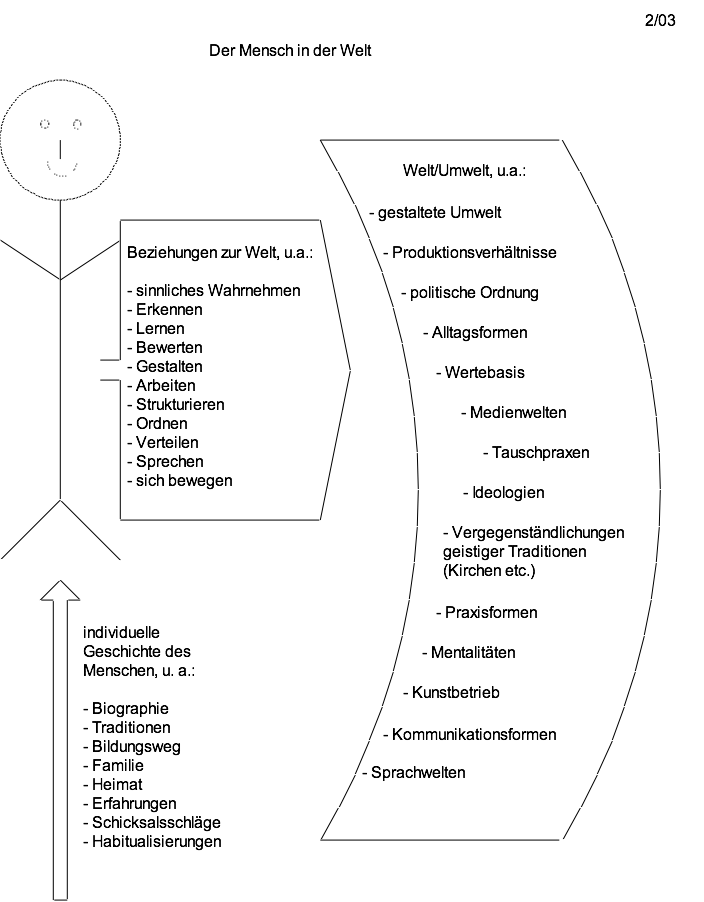 2/03
Der Mensch in der Welt
Beziehungen zur Welt, u.a.:
- sinnliches Wahrnehmen
- Erkennen
- Lernen
- Bewerten
- Gestalten
- Arbeiten
- Strukturieren
- Ordnen
- Verteilen
- Sprechen
- sich bewegen
Welt/Umwelt, u.a.:
- gestaltete Umwelt
- Produktionsverhältnisse
- politische Ordnung
- Alltagsformen
- Wertebasis
- Medienwelten
- Tauschpraxen
- Ideologien
- Vergegenständlichungen
geistiger Traditionen
(Kirchen etc.)
- Praxisformen
- Mentalitäten
- Kunstbetrieb
- Kommunikationsformen
- Sprachwelten
individuelle
Geschichte des
Menschen, u. a.:
- Biographie
- Traditionen
- Bildungsweg
- Familie
- Heimat
- Erfahrungen
- Schicksalsschläge
- Habitualisierungen